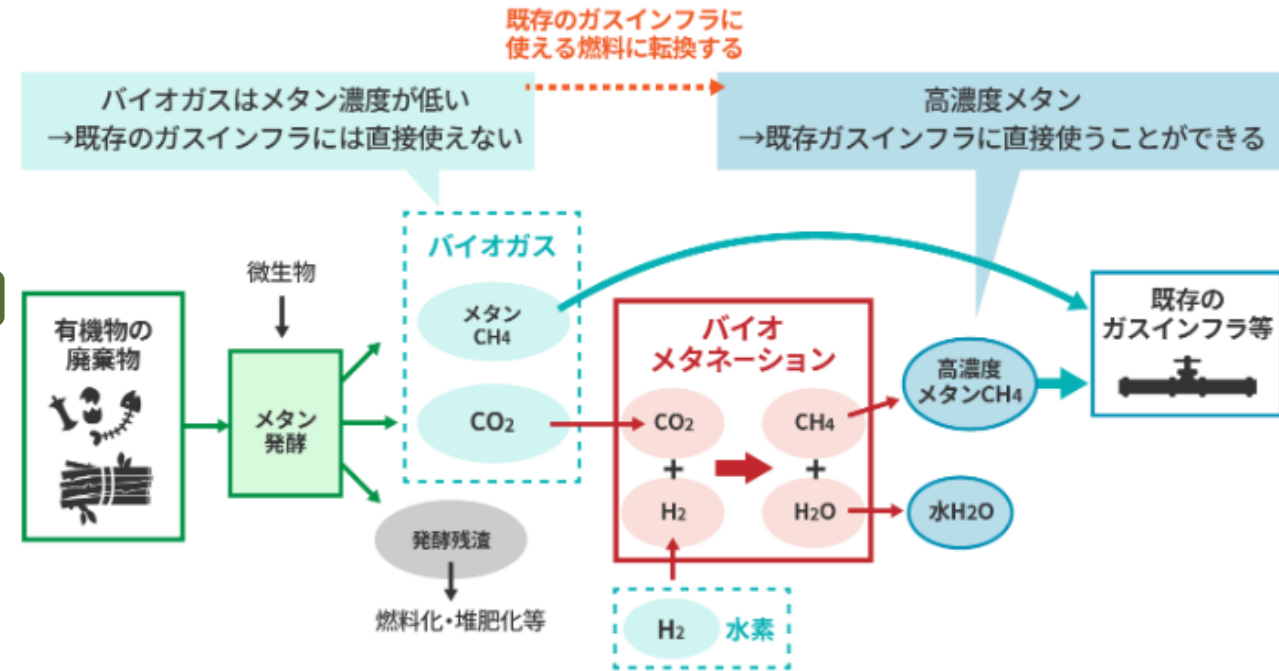 既存のガスインフラに
使える燃料に転換する
バイオガスはメタン濃度が低い
→既存のガスインフラには直接使えない
高濃度メタン
→既存ガスインフラに直接使うことができる
有機物の
廃棄物
微生物
メタン
発酵
バイオガス
メタン
CH4
CO2
発酵残渣
燃料化・堆肥化等
バイオ
メタネーション
CO2
+
H2
CH4
+
H2O
H2
水素
高濃度
メタンCH4
水H2O
既存の
ガスインフラ等